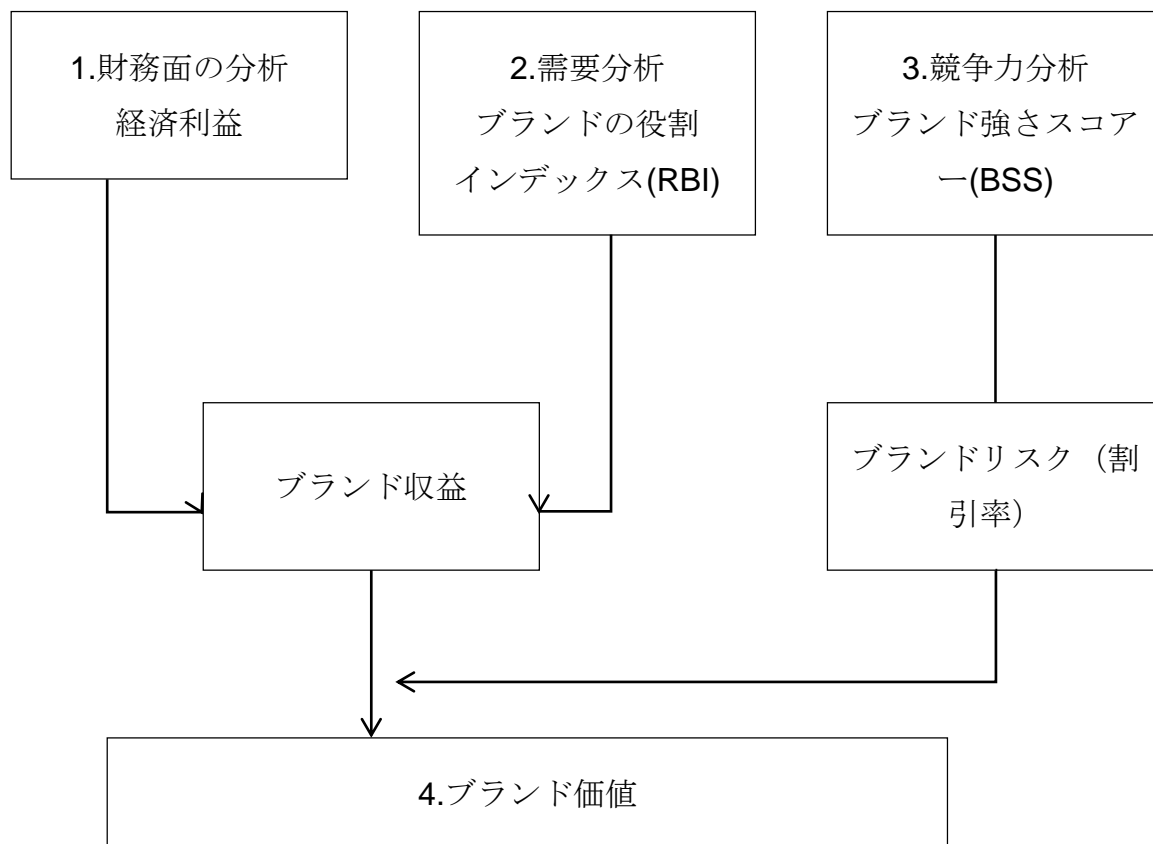 1.財務面の分析
経済利益
2.需要分析
ブランドの役割
インデックス(RBI)
3.競争力分析
ブランド強さスコア
ー(BSS)
ブランド収益
ブランドリスク（割
引率）
4.ブランド価値